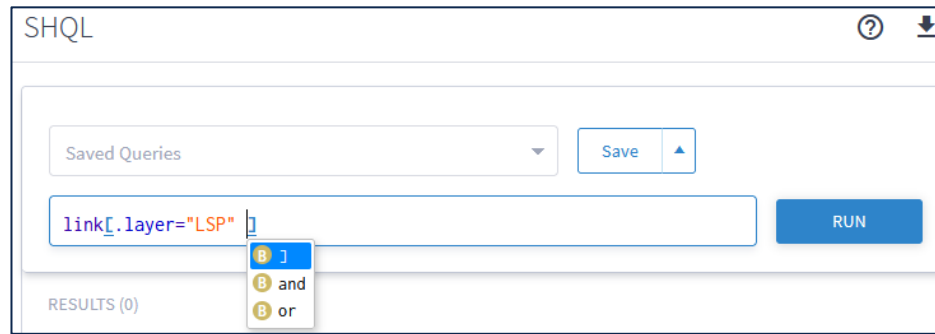 SHQL
Saved Queries
Save
link[.layer="LSP" ]
RUN
B ]
B and
B or
RESULTS (0)